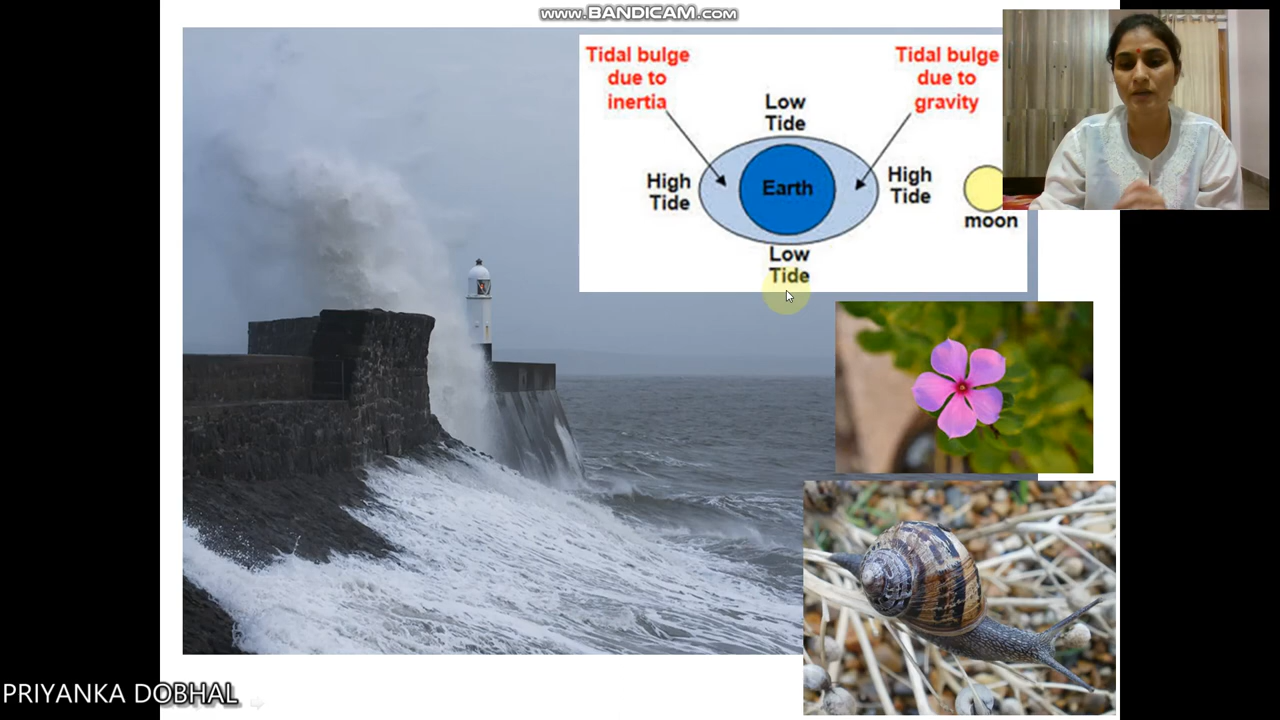 www.BANDICAM.com
Tidal bulge
due to
inertia
Tidal bulge
due to
gravity
Low
Tide
High
Tide
Earth
High
Tide
moon
Low
Tide
PRIYANKA DOBHAL